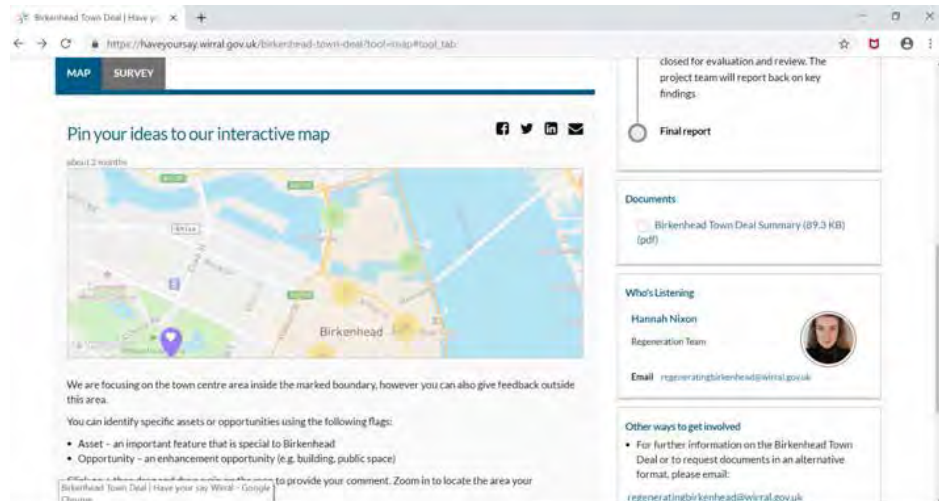 Birkenhead Town Deal | Have y
https://haveyoursay.wirral.gov.uk/birkenhead-town-deal?tool=map#tool_tab
MAP
SURVEY
Pin your ideas to our interactive map
about 2 months
Birkenhead
We are focusing on the town centre area inside the marked boundary, however you can also give feedback outside
this area.
You can identify specific assets or opportunities using the following flags:
• Asset – an important feature that is special to Birkenhead
• Opportunity – an enhancement opportunity (e.g. building, public space)
to provide your comment. Zoom in to locate the area your
Birkenhead Town Deal | Have your say Wirral - Google
Chrome
closed for evaluation and review. The
project team will report back on key
findings
Final report
Documents
Birkenhead Town Deal Summary (89.3 KB)
(pdf)
Who's Listening
Hannah Nixon
Regeneration Team
Email regeneratingbirkenhead@wirral.gov.uk
Other ways to get involved
• For further information on the Birkenhead Town
Deal or to request documents in an alternative
format, please email:
regeneratingbirkenhead@wirral.gov.uk